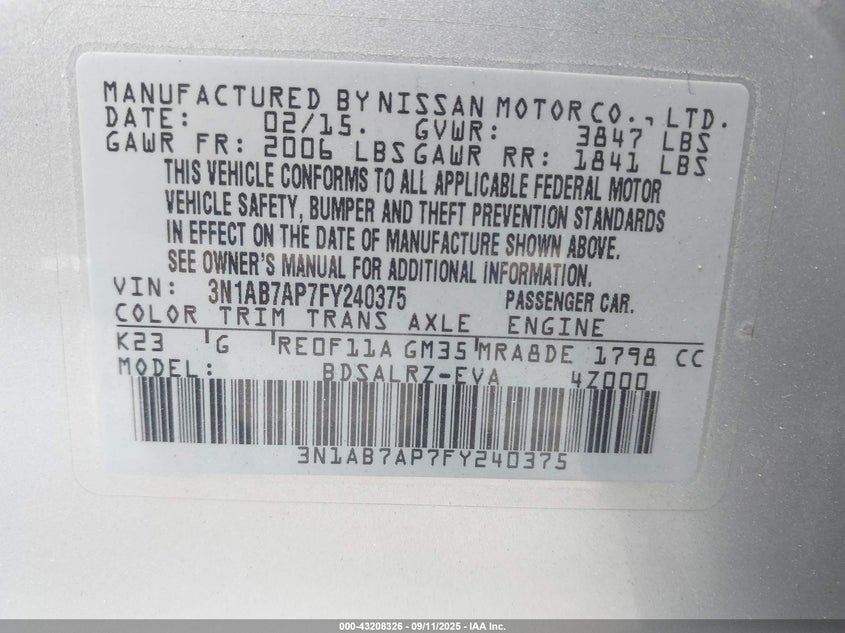 MANUFACTURED BY NISSAN MOTOR CO., LTD.
DATE: 02/15. GVWR: 3847 LBS
GAWR FR: 2006 LBS GAWR RR: 1841 LBS
THIS VEHICLE CONFORMS TO ALL APPLICABLE FEDERAL MOTOR
VEHICLE SAFETY, BUMPER AND THEFT PREVENTION STANDARDS
IN EFFECT ON THE DATE OF MANUFACTURE SHOWN ABOVE.
SEE OWNER'S MANUAL FOR ADDITIONAL INFORMATION.
VIN: 3N1AB7AP7FY240375 PASSENGER CAR.
COLOR TRIM TRANS AXLE ENGINE
K23 G RE0F11A GM35 MRA8DE 1798 CC
MODEL: BDSALRZ-EVA 4Z000
3N1AB7AP7FY240375
000-43208326 - 09/11/2025 - IAA Inc.